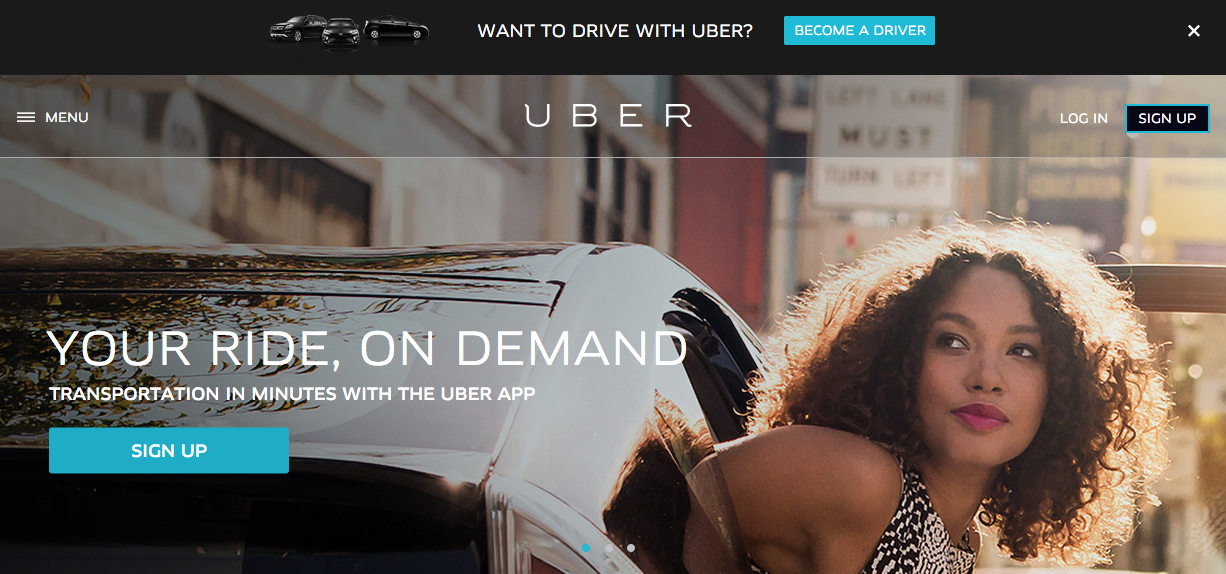 WANT TO DRIVE WITH UBER?
BECOME A DRIVER
MENU
UBER
LOG IN
SIGN UP
LEFT LANE
MUST
TURN LEFT
YOUR RIDE, ON DEMAND
TRANSPORTATION IN MINUTES WITH THE UBER APP
SIGN UP